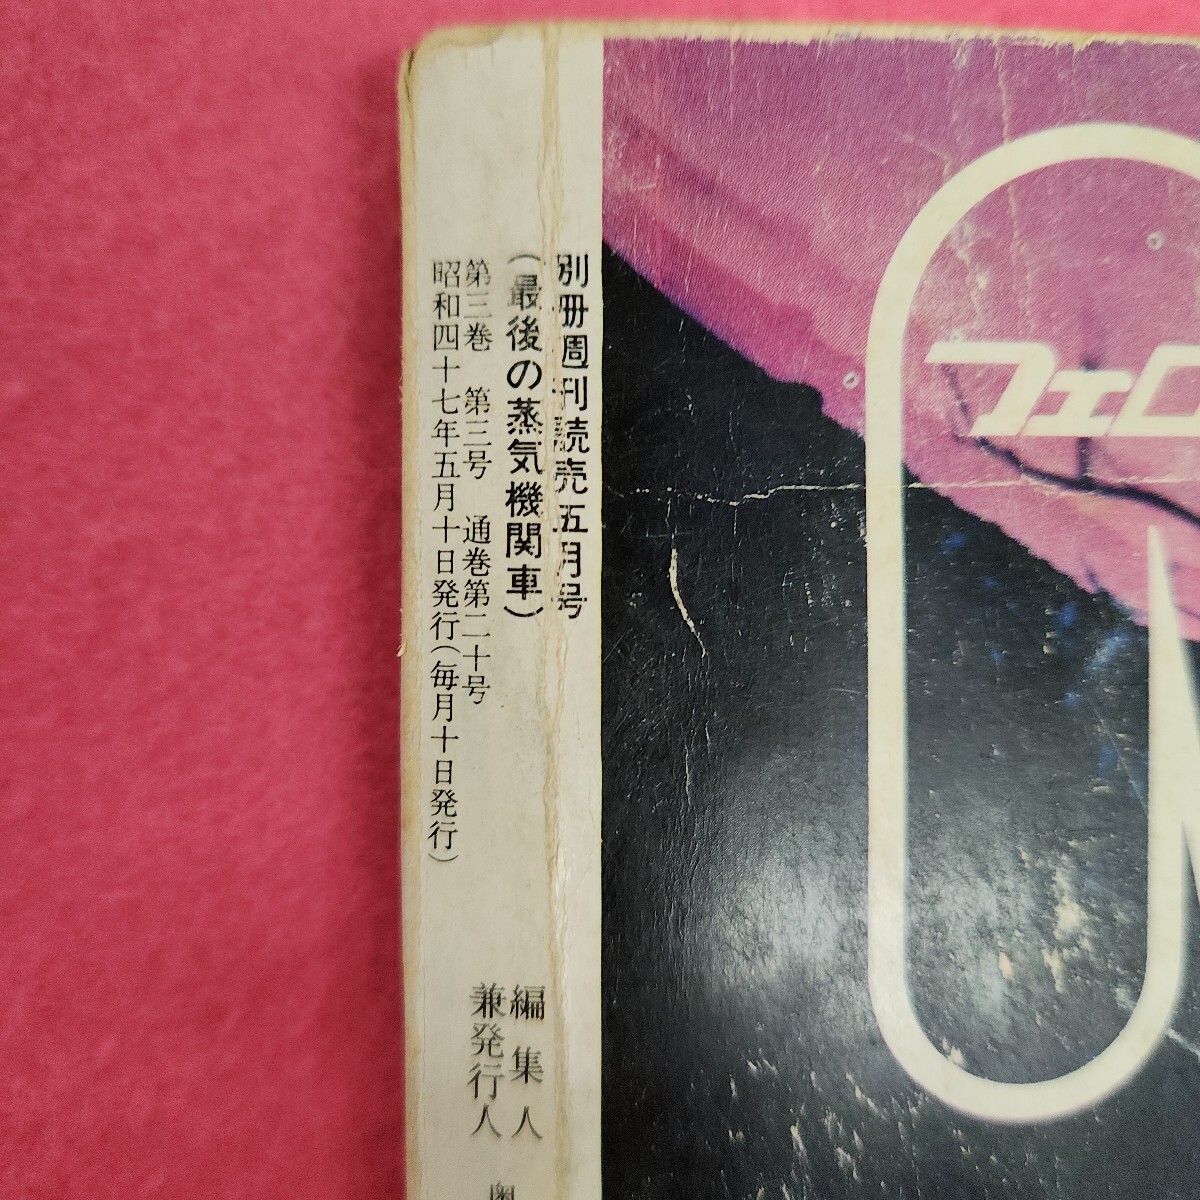 別冊週刊読売五月号
(最後の蒸気機関車)
第三巻 第三号 通巻第二十号
昭和四十七年五月十日発行(毎月十日発行)
編集人
兼発行人
奥
フェロ